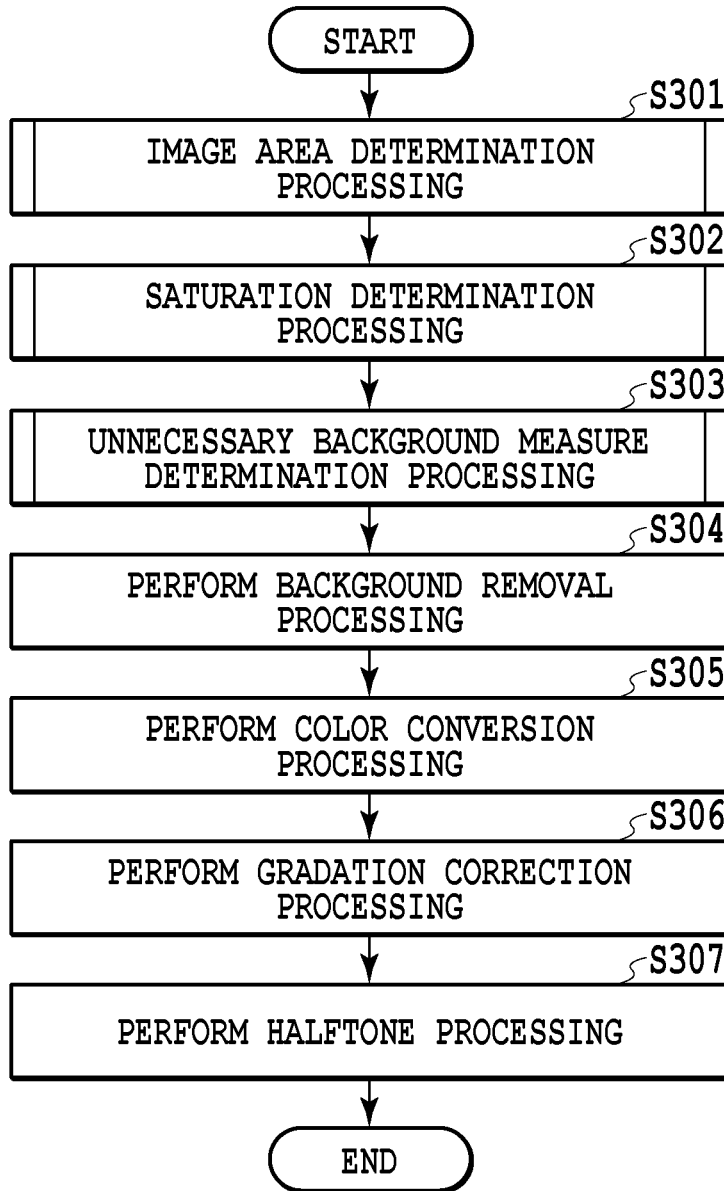 START
S301
IMAGE AREA DETERMINATION
PROCESSING
S302
SATURATION DETERMINATION
PROCESSING
S303
UNNECESSARY BACKGROUND MEASURE
DETERMINATION PROCESSING
S304
PERFORM BACKGROUND REMOVAL
PROCESSING
S305
PERFORM COLOR CONVERSION
PROCESSING
S306
PERFORM GRADATION CORRECTION
PROCESSING
S307
PERFORM HALFTONE PROCESSING
END